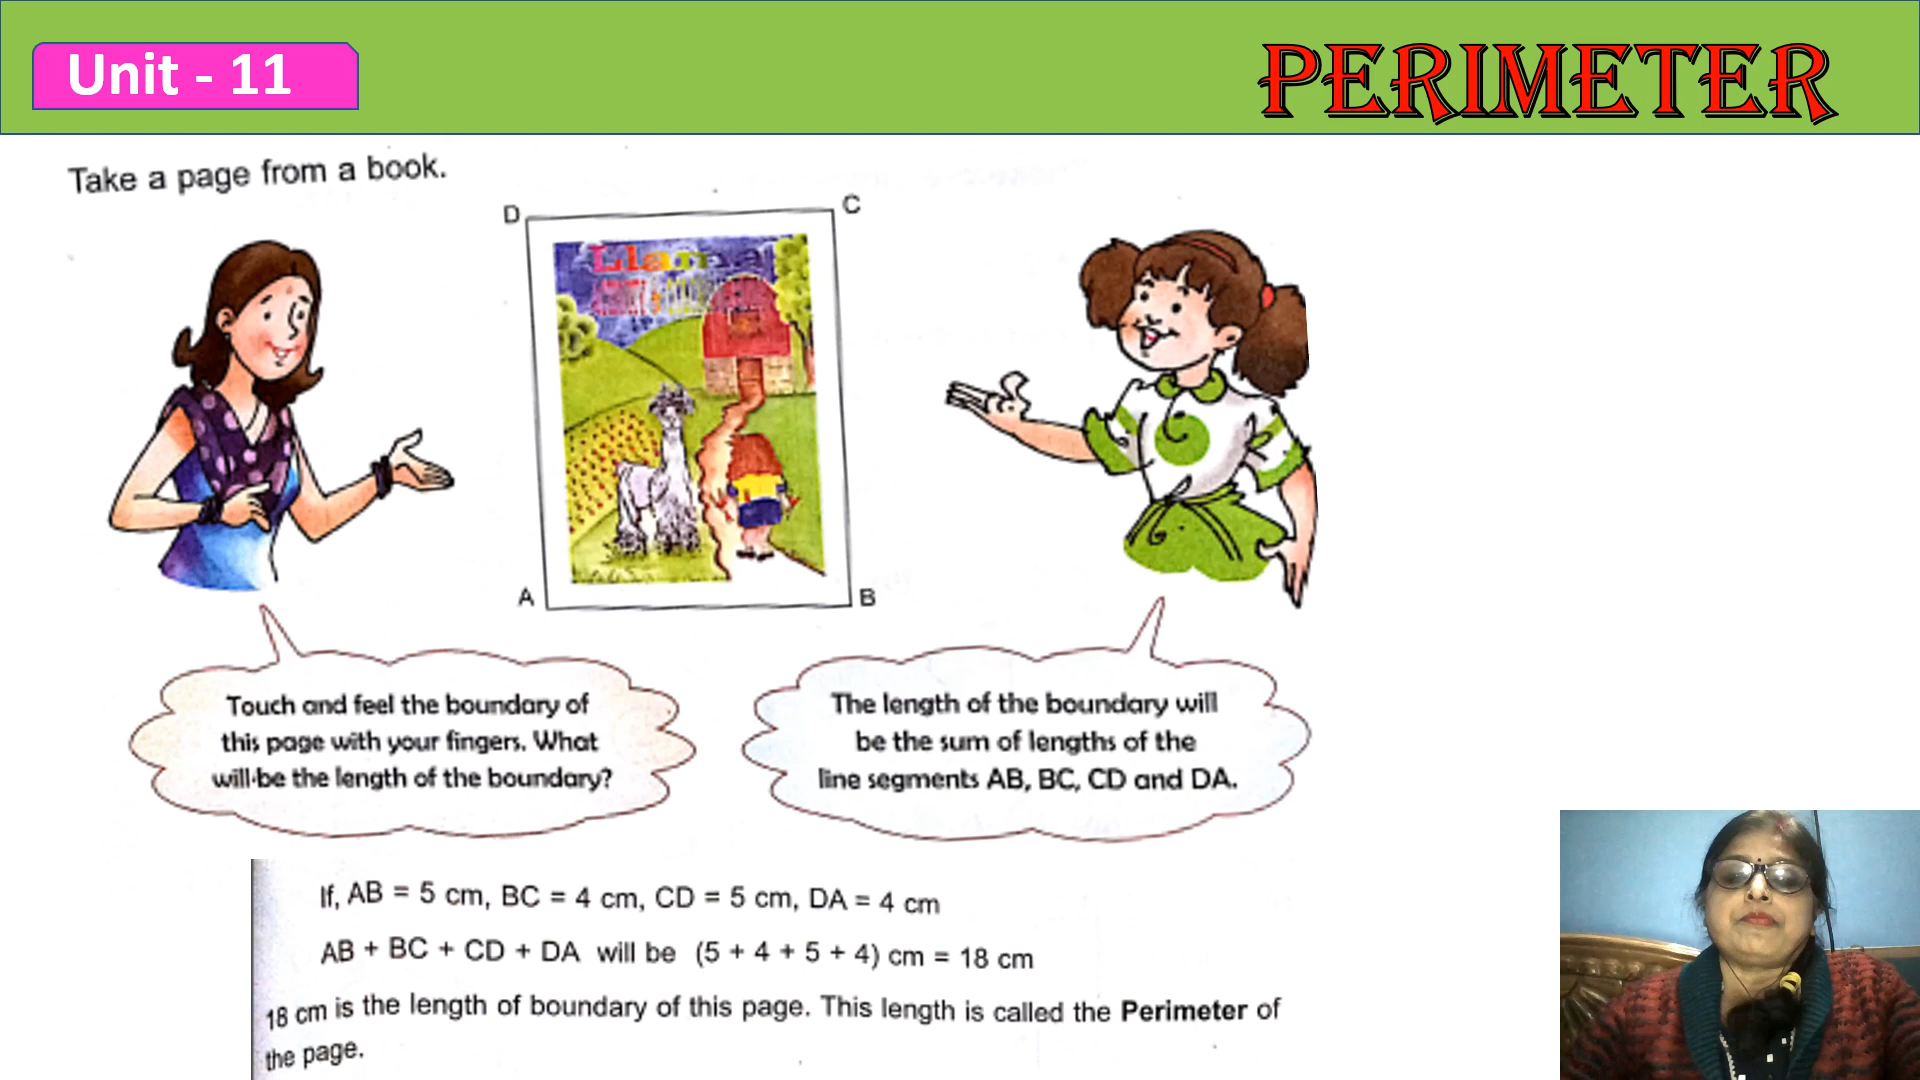 Unit - 11
PERIMETER
Take a page from a book.
D
C
Llama
A
B
Touch and feel the boundary of
this page with your fingers. What
will be the length of the boundary?
The length of the boundary will
be the sum of lengths of the
line segments AB, BC, CD and DA.
If, AB = 5 cm, BC = 4 cm, CD = 5 cm, DA = 4 cm
AB + BC + CD + DA will be (5 + 4 + 5 + 4) cm = 18 cm
18 cm is the length of boundary of this page. This length is called the Perimeter of
the page.